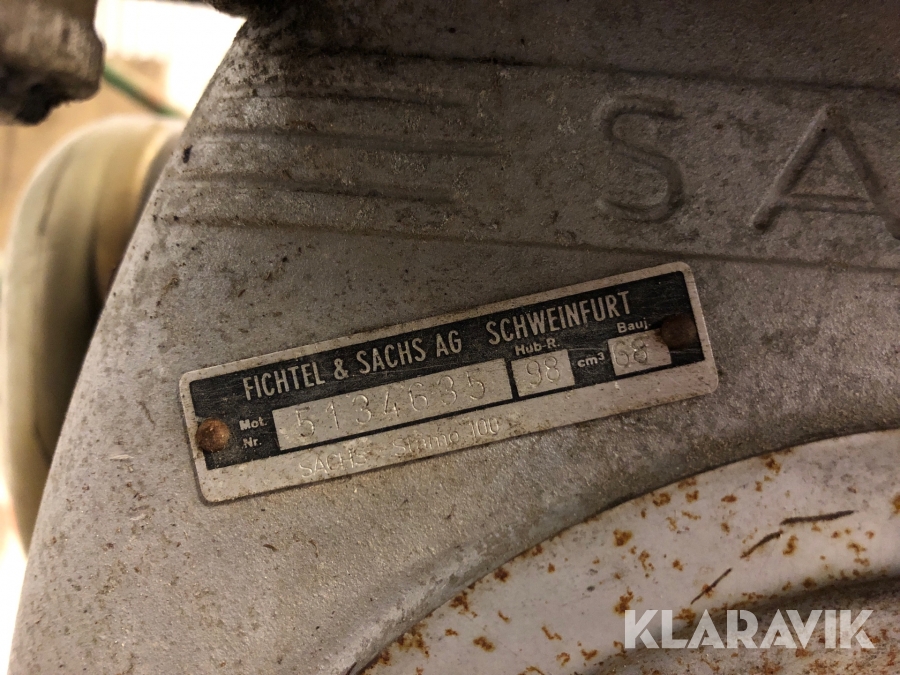 SA
FICHTEL & SACHS AG SCHWEINFURT
Mot. Nr. 5134635 Hub-R. 98 cm³ Bauj. 68
SACHS Stamo 100
KLARAVIK